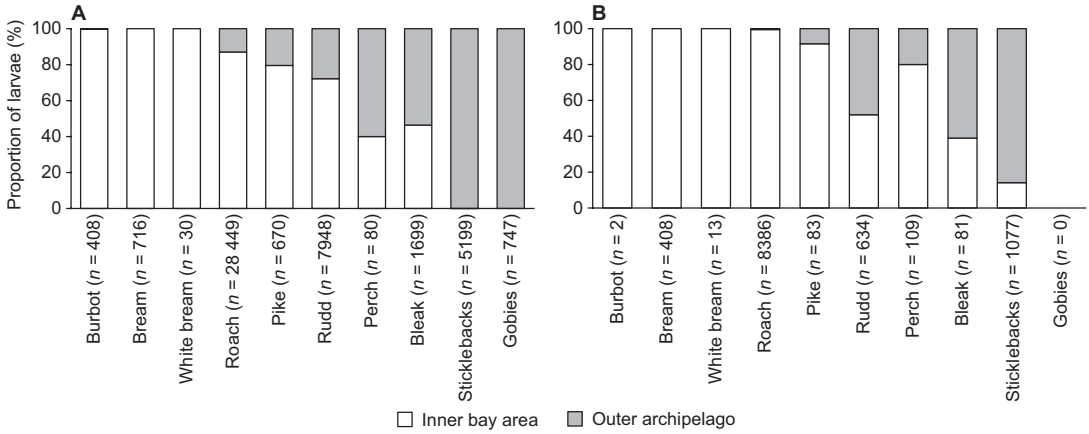 A
B
Proportion of larvae (%)
100
80
60
40
20
0
Burbot (n = 408)
Bream (n = 716)
White bream (n = 30)
Roach (n = 28 449)
Pike (n = 670)
Rudd (n = 7948)
Perch (n = 80)
Bleak (n = 1699)
Sticklebacks (n = 5199)
Gobies (n = 747)
100
80
60
40
20
0
Burbot (n = 2)
Bream (n = 408)
White bream (n = 13)
Roach (n = 8386)
Pike (n = 83)
Rudd (n = 634)
Perch (n = 109)
Bleak (n = 81)
Sticklebacks (n = 1077)
Gobies (n = 0)
Inner bay area
Outer archipelago